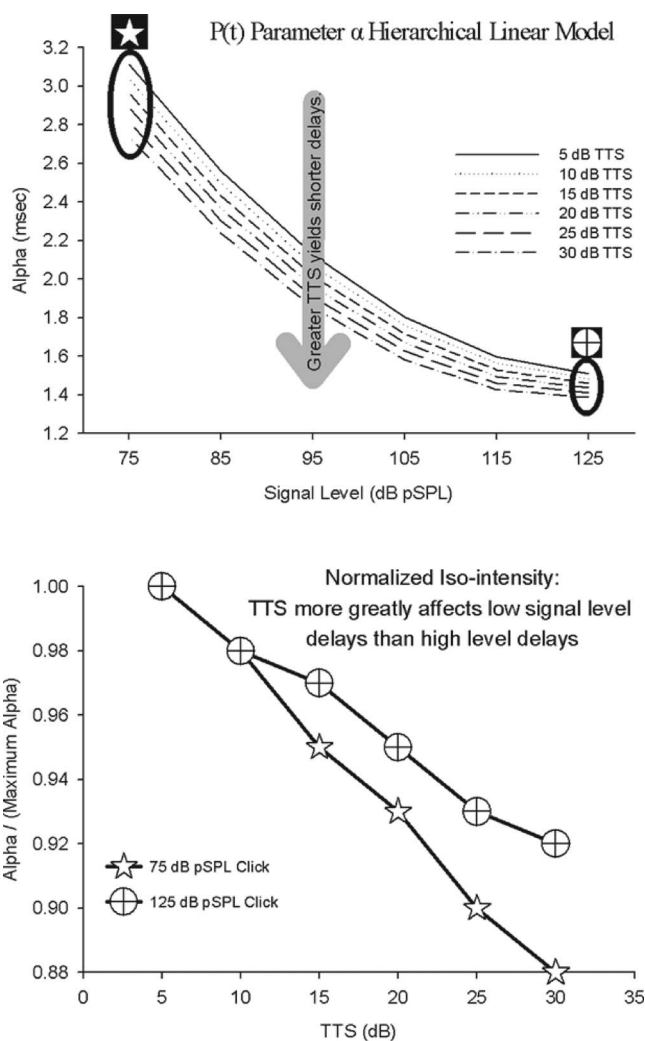 P(t) Parameter α Hierarchical Linear Model
3.2
3.0
2.8
2.6
2.4
2.2
2.0
1.8
1.6
1.4
1.2
Alpha (msec)
Greater TTS yields shorter delays.
5 dB TTS
10 dB TTS
15 dB TTS
20 dB TTS
25 dB TTS
30 dB TTS
75 85 95 105 115 125
Signal Level (dB pSPL)
Normalized Iso-intensity:
TTS more greatly affects low signal level
delays than high level delays
1.00
0.98
0.96
0.94
0.92
0.90
0.88
Alpha / (Maximum Alpha)
75 dB pSPL Click
125 dB pSPL Click
0 5 10 15 20 25 30 35
TTS (dB)